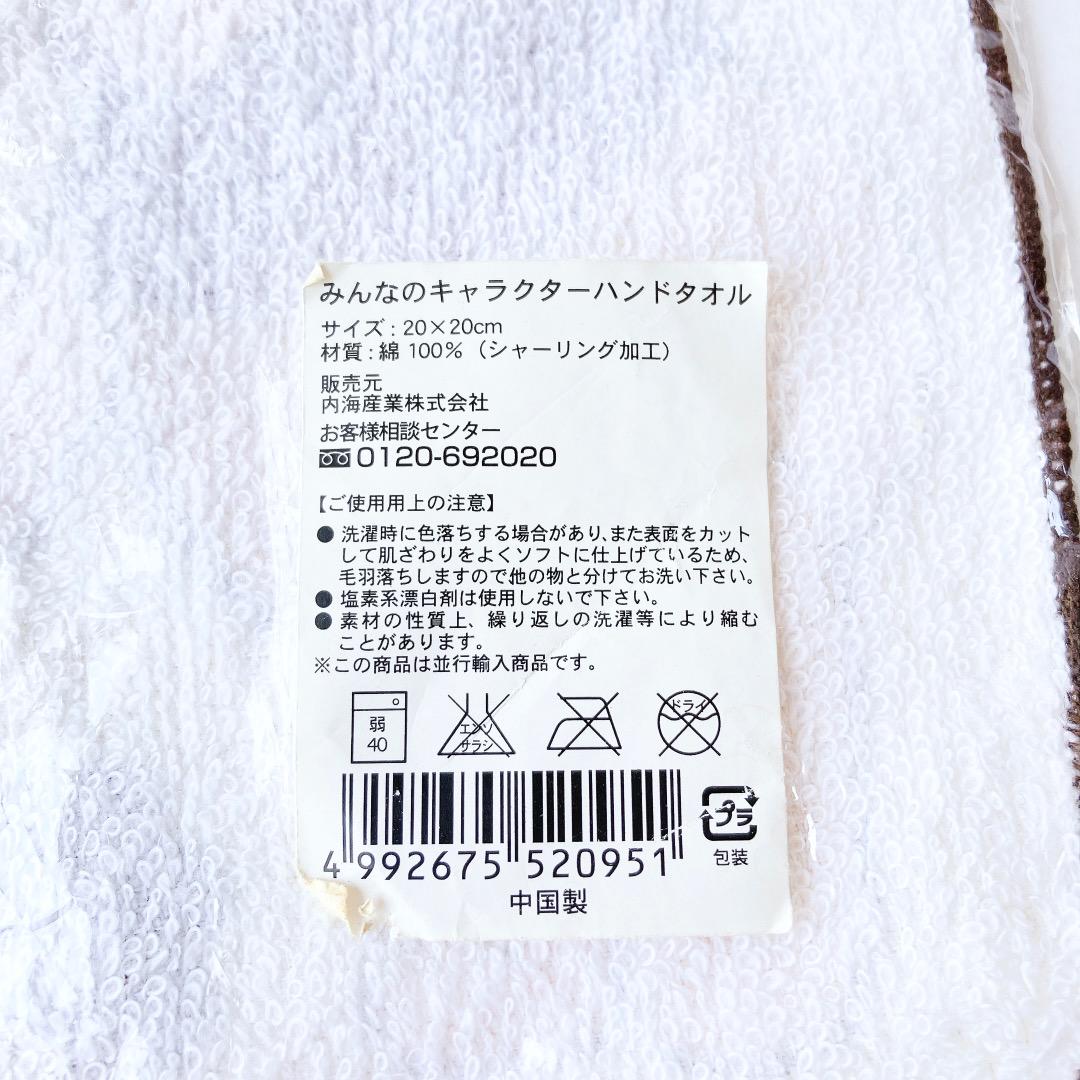 みんなのキャラクターハンドタオル
サイズ : 20×20cm
材質 : 綿 100% (シャーリング加工)
販売元
内海産業株式会社
お客様相談センター
0120-692020
【ご使用用上の注意】
● 洗濯時に色落ちする場合があり、また表面をカット
して肌ざわりをよくソフトに仕上げているため、
毛羽落ちしますので他の物と分けてお洗い下さい。
● 塩素系漂白剤は使用しないで下さい。
● 素材の性質上、繰り返しの洗濯等により縮む
ことがあります。
※この商品は並行輸入商品です。
弱
40
エンソ
サラシ
ドライ
プラ
包装
4 992675 520951
中国製